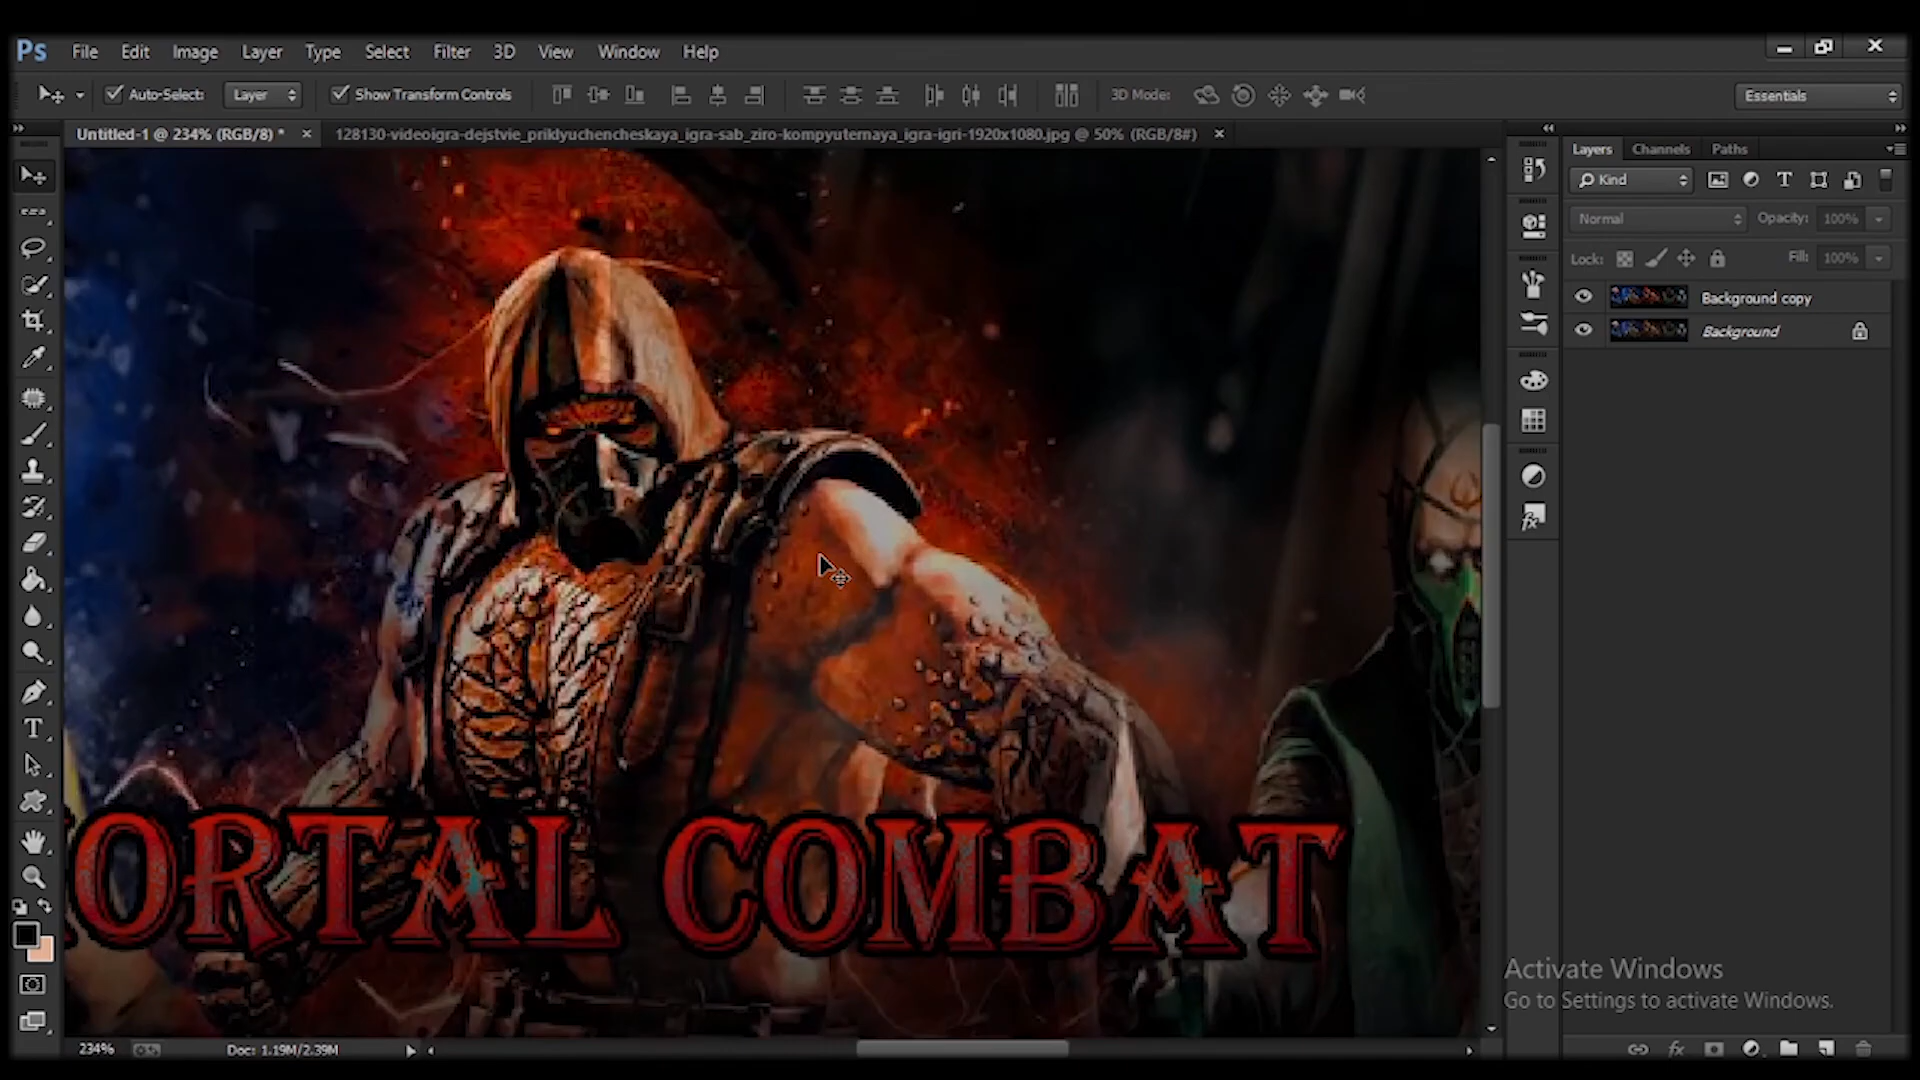 Ps File Edit Image Layer Type Select Filter 3D View Window Help
Auto-Select: Layer Show Transform Controls 3D Mode: Essentials
Untitled-1 @ 234% (RGB/8) * × 128130-videoigra-dejstvie_priklyuchencheskaya_igra-sab_ziro-kompyuternaya_igra-igri-1920x1080.jpg @ 50% (RGB/8#) ×
Layers Channels Paths
Kind
Normal Opacity: 100%
Lock: Fill: 100%
Background copy
Background
ORTAL COMBAT
Activate Windows
Go to Settings to activate Windows.
234% Doc: 1.19M/2.39M